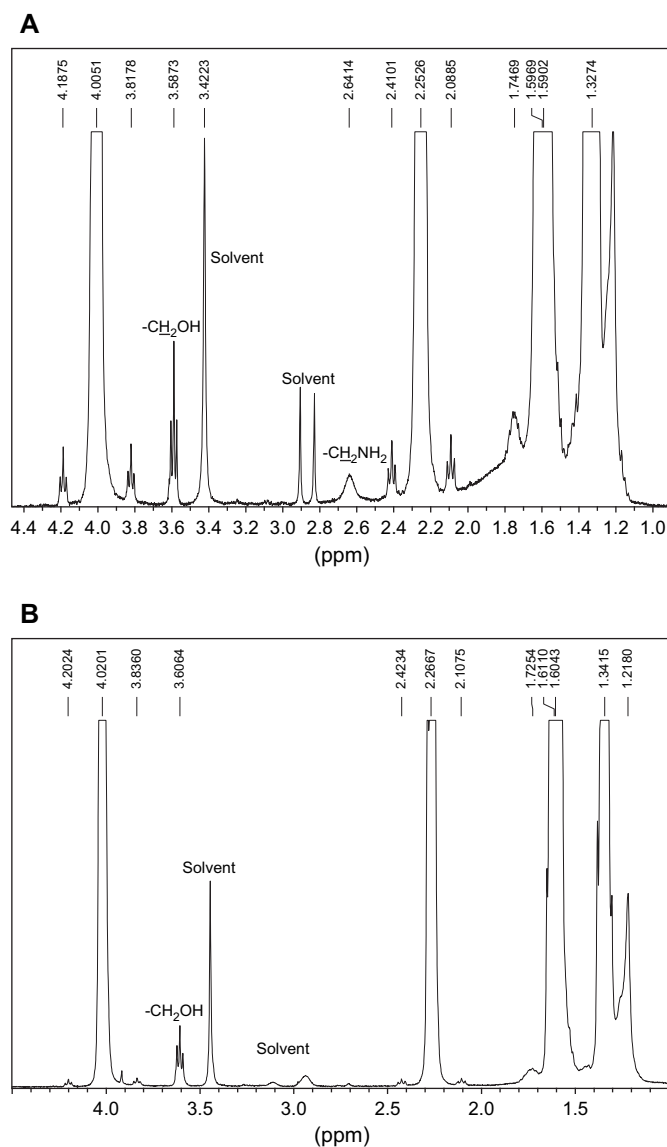 A
4.1875 4.0051 3.8178 3.5873 3.4223 2.6414 2.4101 2.2526 2.0885 1.7469 1.5969 1.5902 1.3274
Solvent
-CH2OH
Solvent
-CH2NH2
4.4 4.2 4.0 3.8 3.6 3.4 3.2 3.0 2.8 2.6 2.4 2.2 2.0 1.8 1.6 1.4 1.2 1.0
(ppm)
B
4.2024 4.0201 3.8360 3.6064 2.4234 2.2667 2.1075 1.7254 1.6110 1.6043 1.3415 1.2180
Solvent
-CH2OH
Solvent
4.0 3.5 3.0 2.5 2.0 1.5
(ppm)